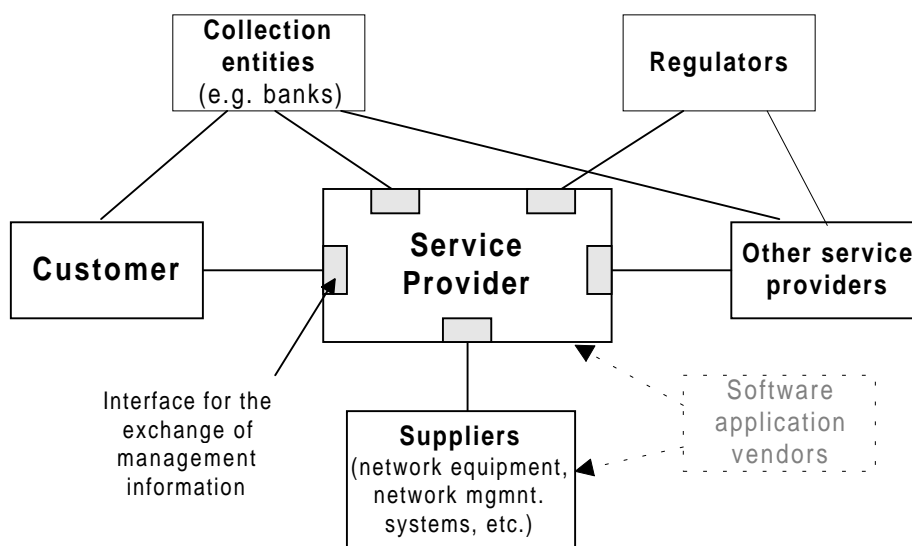 Collection
entities
(e.g. banks)
Regulators
Customer
Service
Provider
Other service
providers
Interface for the
exchange of
management
information
Suppliers
(network equipment,
network mgmnt.
systems, etc.)
Software
application
vendors